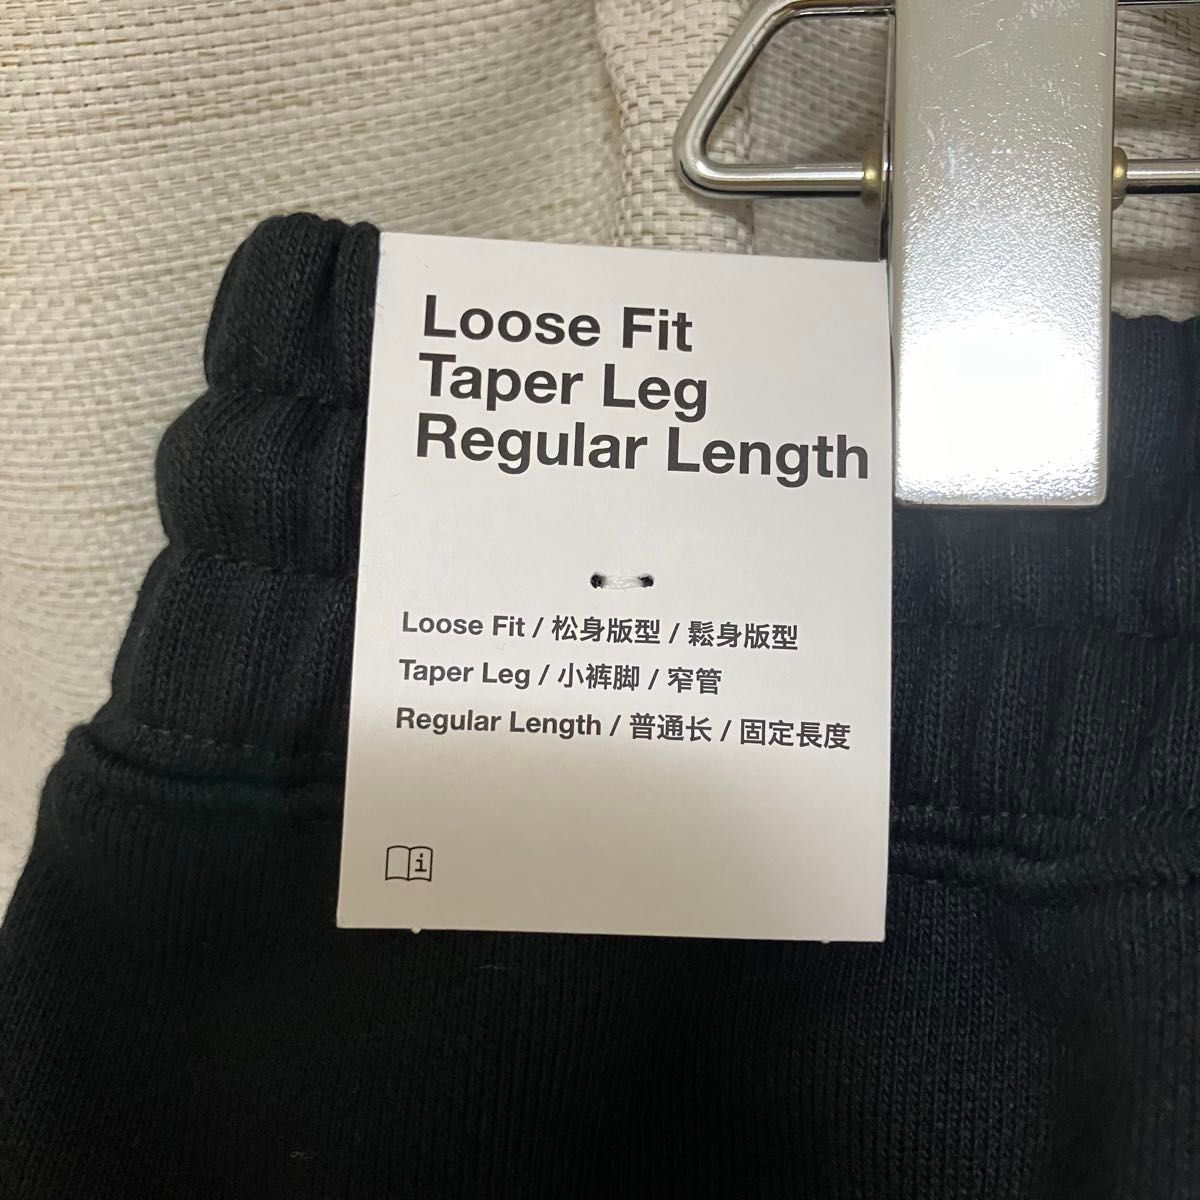 Loose Fit
Taper Leg
Regular Length
Loose Fit / 松身版型 / 鬆身版型
Taper Leg / 小裤脚 / 窄管
Regular Length / 普通长 / 固定長度
i